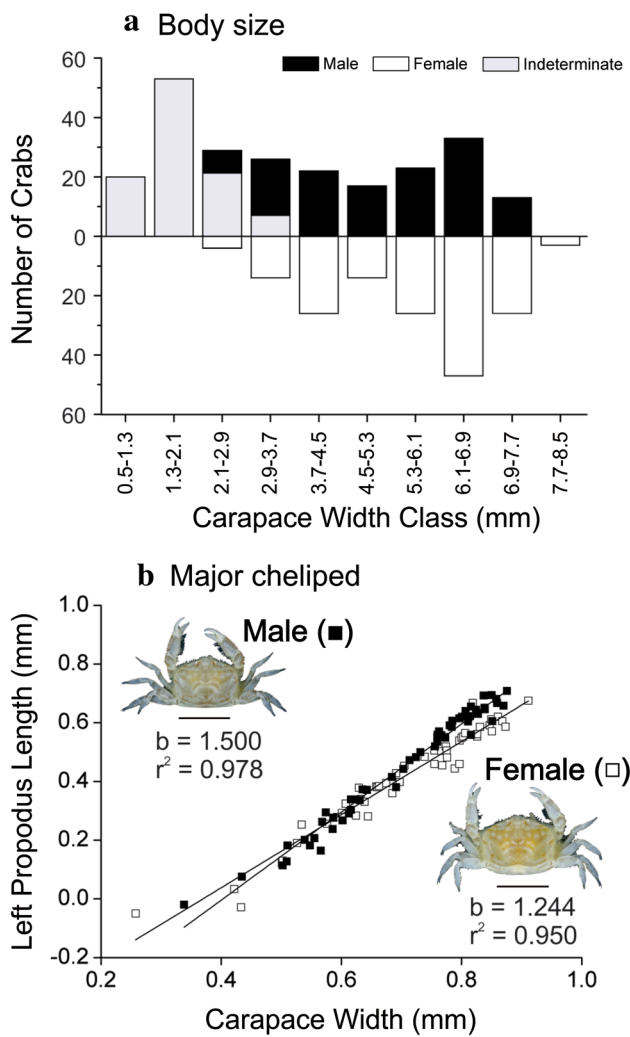 a Body size
Male Female Indeterminate
60
40
20
0
20
40
60
Number of Crabs
0.5-1.3
1.3-2.1
2.1-2.9
2.9-3.7
3.7-4.5
4.5-5.3
5.3-6.1
6.1-6.9
6.9-7.7
7.7-8.5
Carapace Width Class (mm)
b Major cheliped
1.0
0.8
0.6
0.4
0.2
0.0
-0.2
Left Propodus Length (mm)
Male (■)
b = 1.500
r² = 0.978
Female (□)
b = 1.244
r² = 0.950
0.2 0.4 0.6 0.8 1.0
Carapace Width (mm)